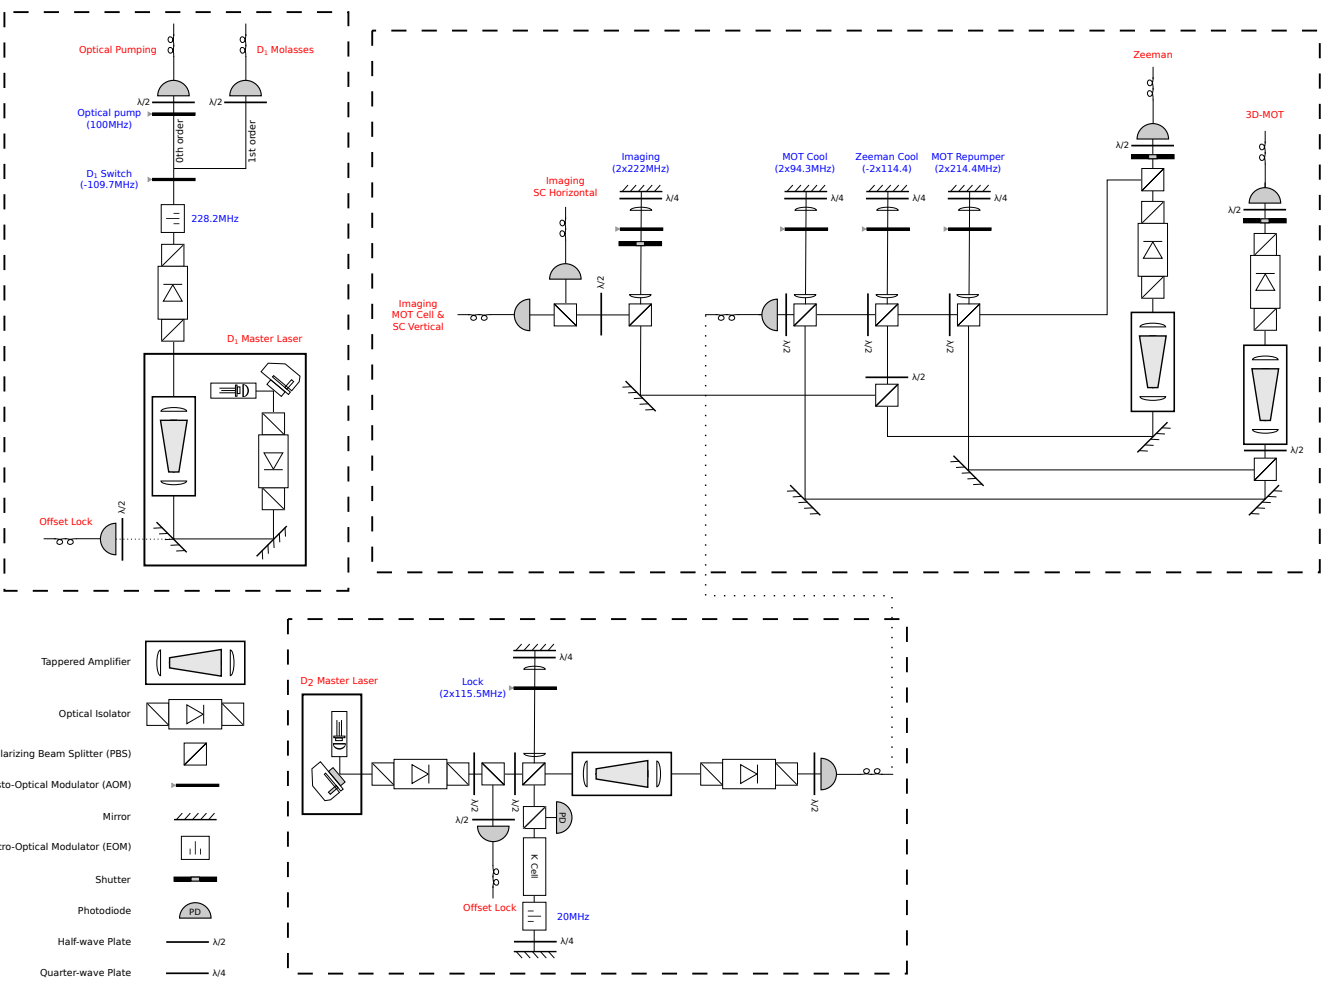 Optical Pumping
D1 Molasses
λ/2
λ/2
Optical pump
(100MHz)
0th order
1st order
D1 Switch
(-109.7MHz)
228.2MHz
D1 Master Laser
λ/2
Offset Lock
Zeeman
3D-MOT
λ/2
Imaging
(2x222MHz)
MOT Cool
(2x94.3MHz)
Zeeman Cool
(-2x114.4)
MOT Repumper
(2x214.4MHz)
Imaging
SC Horizontal
λ/4
λ/4
λ/4
λ/4
λ/2
λ/2
Imaging
MOT Cell &
SC Vertical
λ/2
λ/2
λ/2
λ/2
λ/2
Tappered Amplifier
Optical Isolator
larizing Beam Splitter (PBS)
sto-Optical Modulator (AOM)
Mirror
tro-Optical Modulator (EOM)
Shutter
Photodiode
PD
Half-wave Plate
λ/2
Quarter-wave Plate
λ/4
D2 Master Laser
λ/4
Lock
(2x115.5MHz)
λ/2
λ/2
λ/2
λ/2
PD
K Cell
Offset Lock
20MHz
λ/4